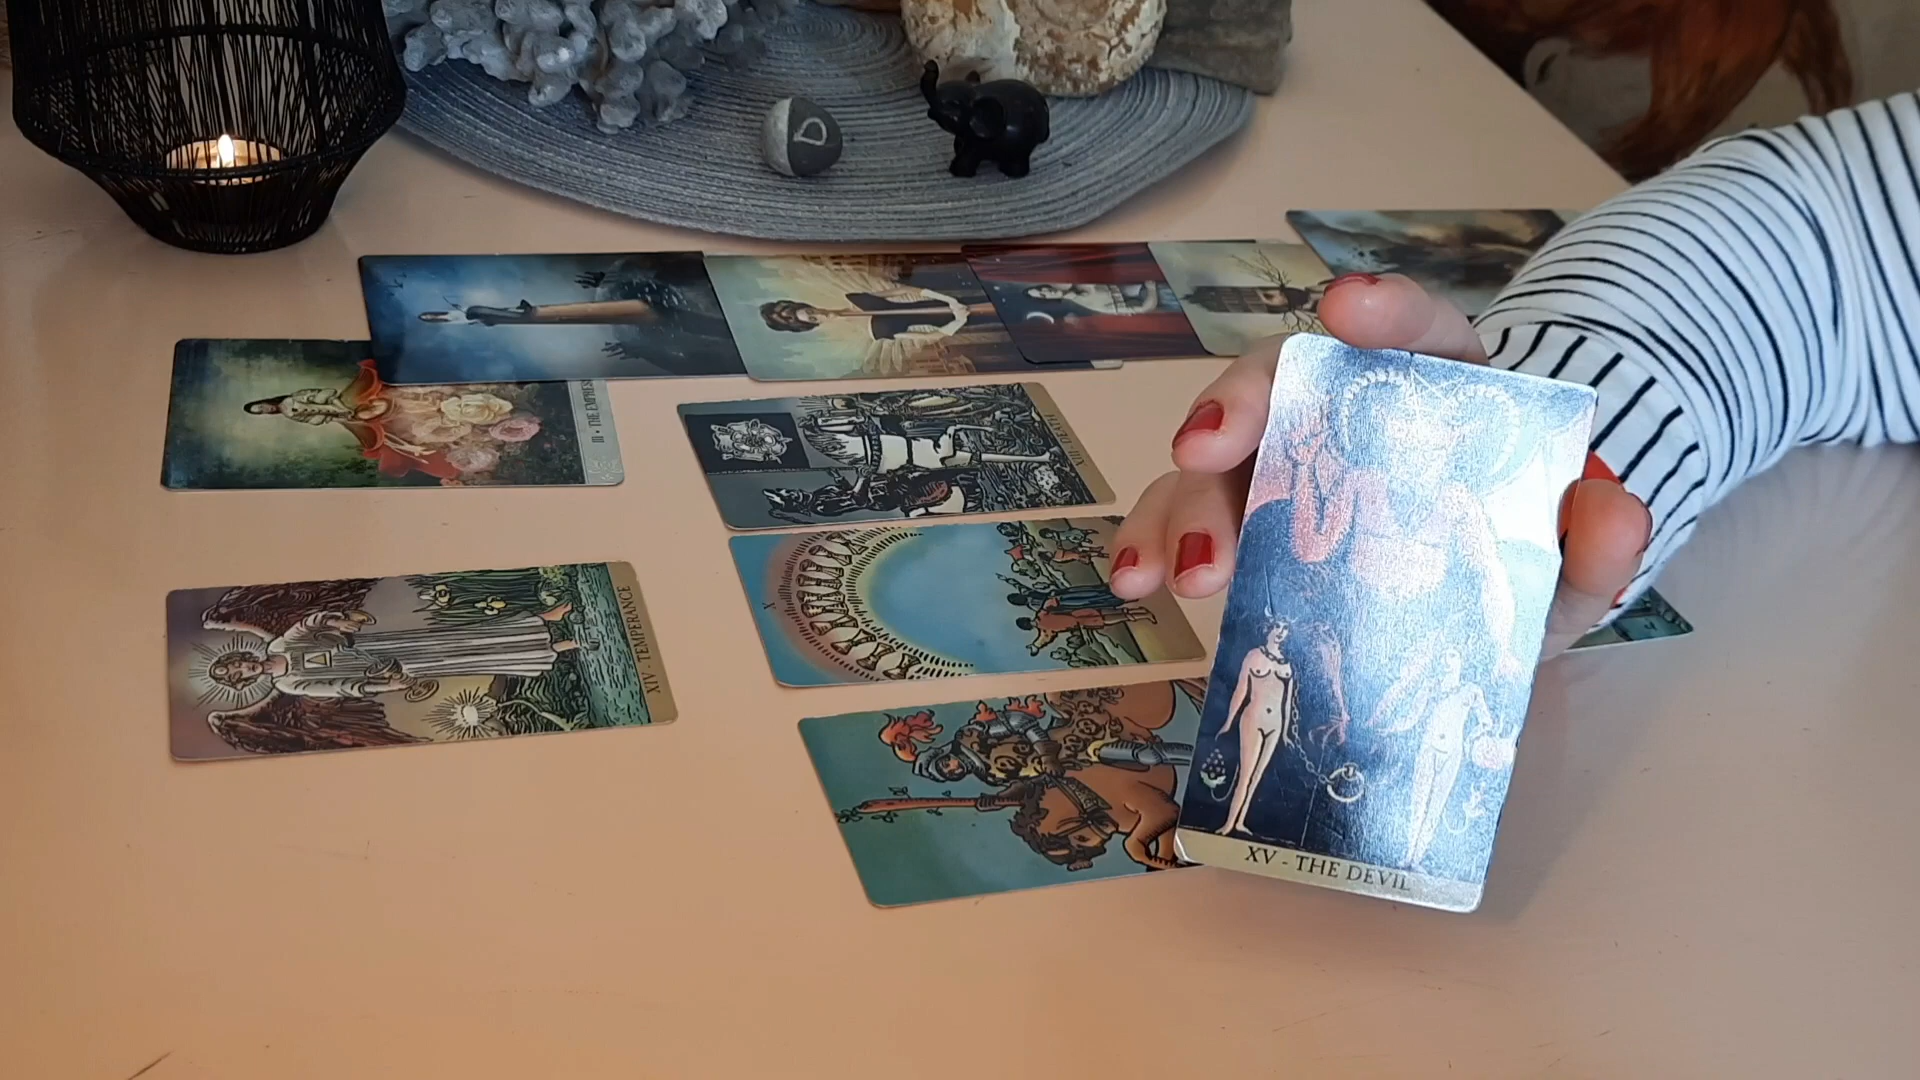 D
III • THE EMPRESS
XIII - DEATH
X
XIV - TEMPERANCE
XV - THE DEVIL